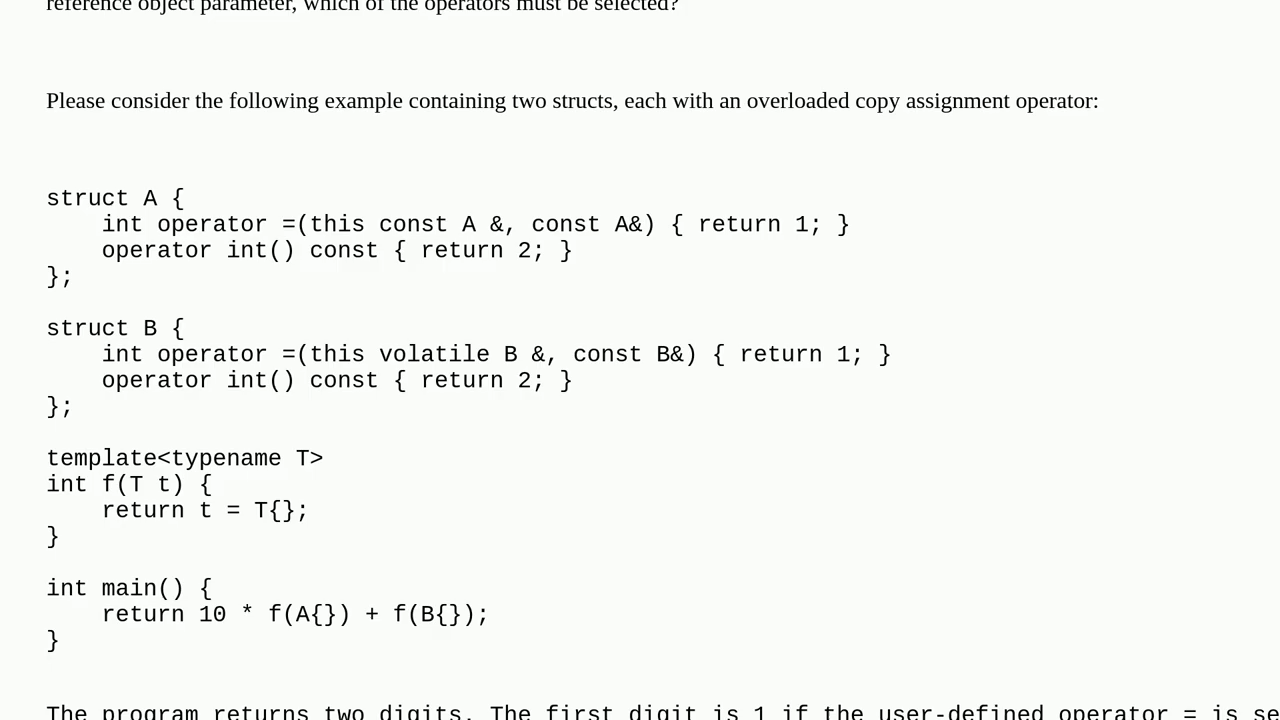 reference object parameter, which of the operators must be selected?
Please consider the following example containing two structs, each with an overloaded copy assignment operator:
struct A {
    int operator =(this const A &, const A&) { return 1; }
    operator int() const { return 2; }
};
struct B {
    int operator =(this volatile B &, const B&) { return 1; }
    operator int() const { return 2; }
};
template<typename T>
int f(T t) {
    return t = T{};
}
int main() {
    return 10 * f(A{}) + f(B{});
}
The program returns two digits. The first digit is 1 if the user-defined operator = is se